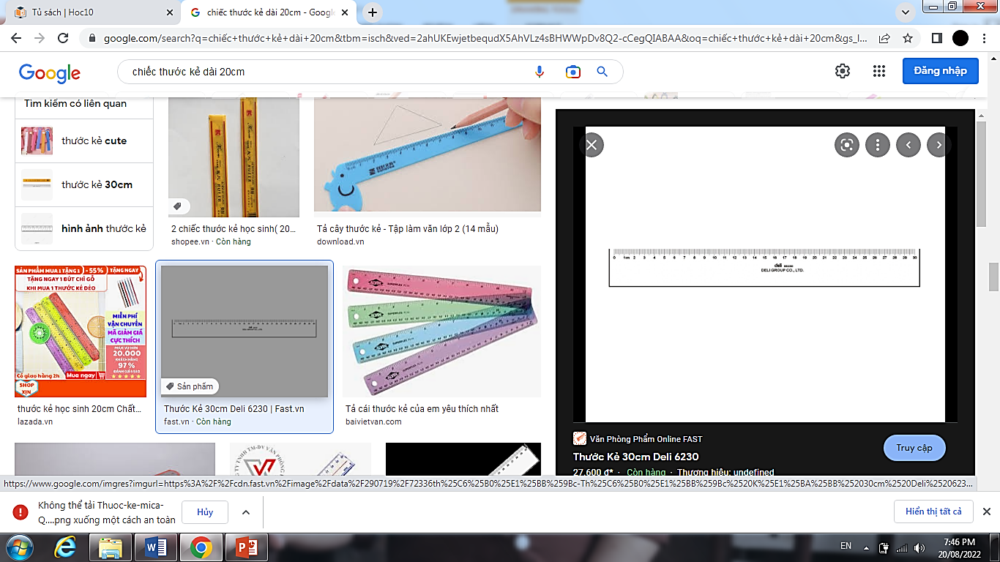 Tủ sách | Hoc10
chiếc thước kẻ dài 20cm - Google
google.com/search?q=chiếc+thước+kẻ+dài+20cm&tbm=isch&ved=2ahUKEwjetbequdX5AhVLz4sBHWWpDv8Q2-cCegQIABAA&oq=chiếc+thước+kẻ+dài+20cm&gs_l...
Google
chiếc thước kẻ dài 20cm
Đăng nhập
Tìm kiếm có liên quan
thước kẻ cute
thước kẻ 30cm
hình ảnh thước kẻ
2 chiếc thước kẻ học sinh( 20...
shopee.vn · Còn hàng
Tả cây thước kẻ - Tập làm văn lớp 2 (14 mẫu)
download.vn
SẢN PHẨM MUA 1 TẶNG 1 - 55% TẶNG NGAY
TẶNG NGAY 1 BÚT CHÌ GỖ
KHI MUA 1 THƯỚC KẺ DẺO
MIỄN PHÍ
VẬN CHUYỂN
MÃ GIẢM GIÁ
CỰC THÍCH
PHỤC VỤ HƠN
20.000
KHÁCH HÀNG
97%
ĐÁNH GIÁ 5 SAO
Có giao hàng 2h Mua ngay
SHOP
XỊN
thước kẻ học sinh 20cm Chất...
lazada.vn
Sản phẩm
Thước Kẻ 30cm Deli 6230 | Fast.vn
fast.vn · Còn hàng
Tả cái thước kẻ của em yêu thích nhất
baivietvan.com
0 1cm 2 3 4 5 6 7 8 9 10 11 12 13 14 15 16 17 18 19 20 21 22 23 24 25 26 27 28 29 30
deli
DELI GROUP CO., LTD.
Văn Phòng Phẩm Online FAST
Thước Kẻ 30cm Deli 6230
Truy cập
27.600 ₫* · Còn hàng · Thương hiệu: undefined
https://www.google.com/imgres?imgurl=https%3A%2F%2Fcdn.fast.vn%2Fimage%2Fdata%2F290719%2F72336th%25C6%25B0%25E1%25BB%259Bc-Th%25C6%25B0%25E1%25BB%259Bc%2520K%25E1%25BA%25BB%252030cm%2520Deli%2520623...
Không thể tải Thuoc-ke-mica-
Q....png xuống một cách an toàn
Hủy
Hiển thị tất cả
EN
7:46 PM
20/08/2022